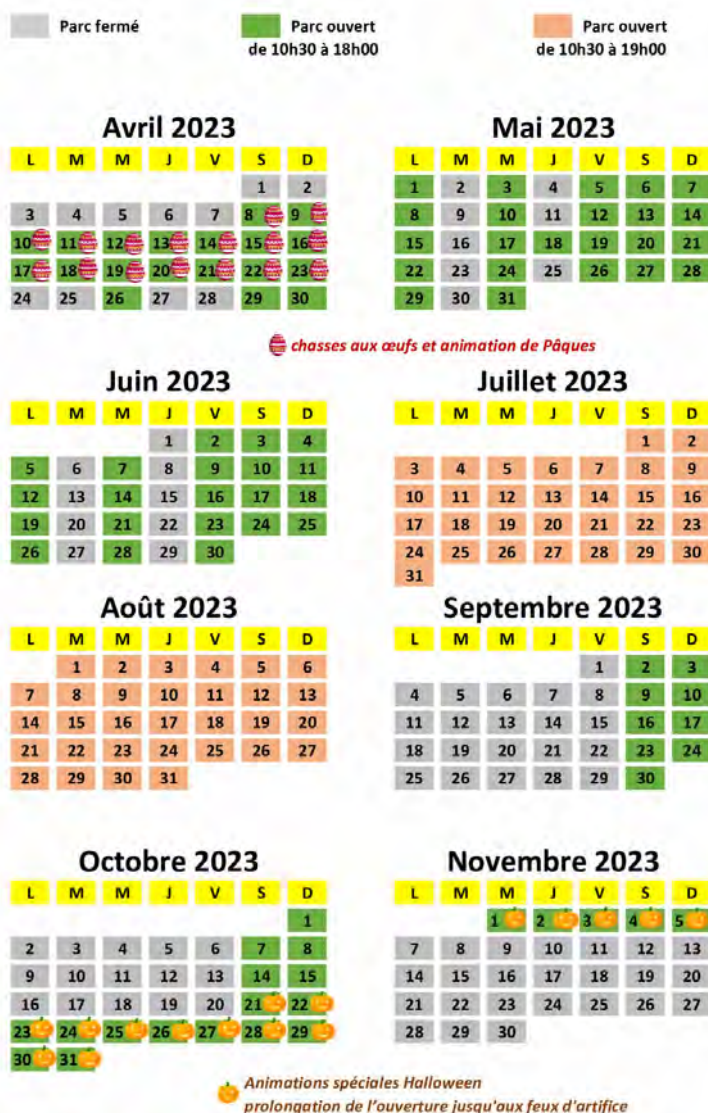 Parc fermé
Parc ouvert
de 10h30 à 18h00
Parc ouvert
de 10h30 à 19h00
Avril 2023
L M M J V S D
1 2
3 4 5 6 7 8 9
10 11 12 13 14 15 16
17 18 19 20 21 22 23
24 25 26 27 28 29 30
Mai 2023
L M M J V S D
1 2 3 4 5 6 7
8 9 10 11 12 13 14
15 16 17 18 19 20 21
22 23 24 25 26 27 28
29 30 31
chasses aux œufs et animation de Pâques
Juin 2023
L M M J V S D
1 2 3 4
5 6 7 8 9 10 11
12 13 14 15 16 17 18
19 20 21 22 23 24 25
26 27 28 29 30
Juillet 2023
L M M J V S D
1 2
3 4 5 6 7 8 9
10 11 12 13 14 15 16
17 18 19 20 21 22 23
24 25 26 27 28 29 30
31
Août 2023
L M M J V S D
1 2 3 4 5 6
7 8 9 10 11 12 13
14 15 16 17 18 19 20
21 22 23 24 25 26 27
28 29 30 31
Septembre 2023
L M M J V S D
1 2 3
4 5 6 7 8 9 10
11 12 13 14 15 16 17
18 19 20 21 22 23 24
25 26 27 28 29 30
Octobre 2023
L M M J V S D
1
2 3 4 5 6 7 8
9 10 11 12 13 14 15
16 17 18 19 20 21 22
23 24 25 26 27 28 29
30 31
Novembre 2023
L M M J V S D
1 2 3 4 5
7 8 9 10 11 12 13
14 15 16 17 18 19 20
21 22 23 24 25 26 27
28 29 30
Animations spéciales Halloween
prolongation de l'ouverture jusqu'aux feux d'artifice